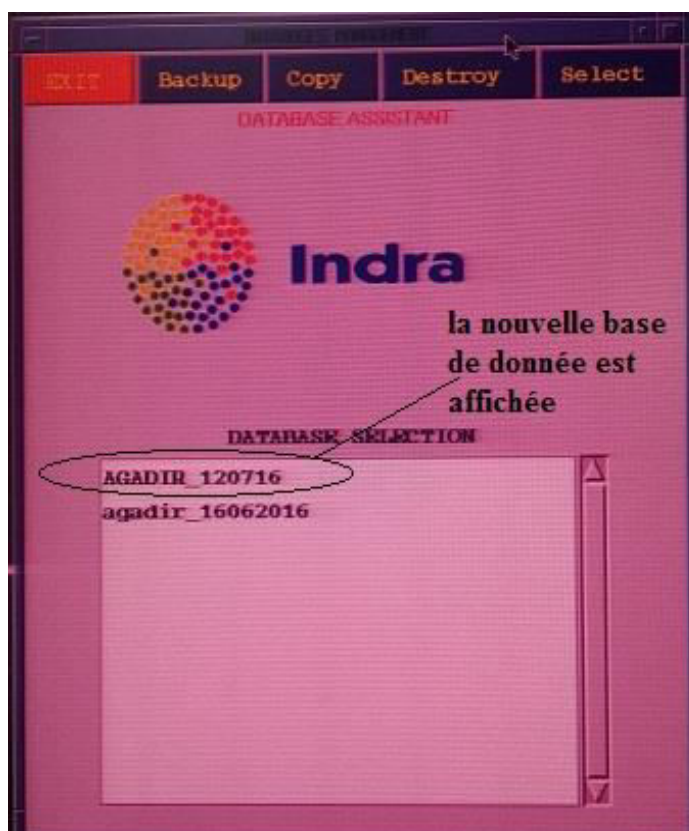 EXIT Backup Copy Destroy Select
DATABASE ASSISTANT
Indra
la nouvelle base
de donnée est
affichée
DATABASE SELECTION
AGADIR_120716
agadir_16062016